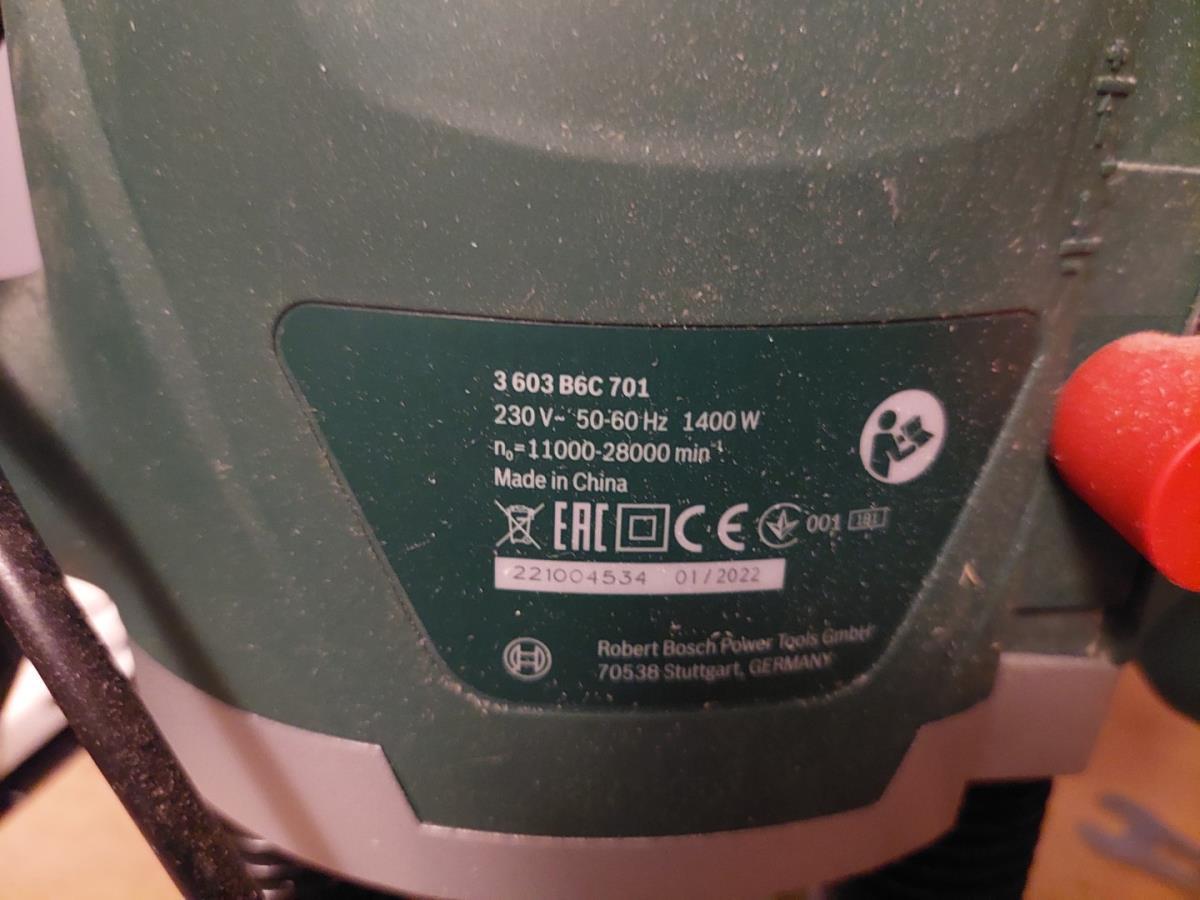 3 603 B6C 701
230 V~ 50-60 Hz 1400 W
n₀=11000-28000 min⁻¹
Made in China
EAC CE 001 181
221004534 01/2022
Robert Bosch Power Tools GmbH
70538 Stuttgart, GERMANY